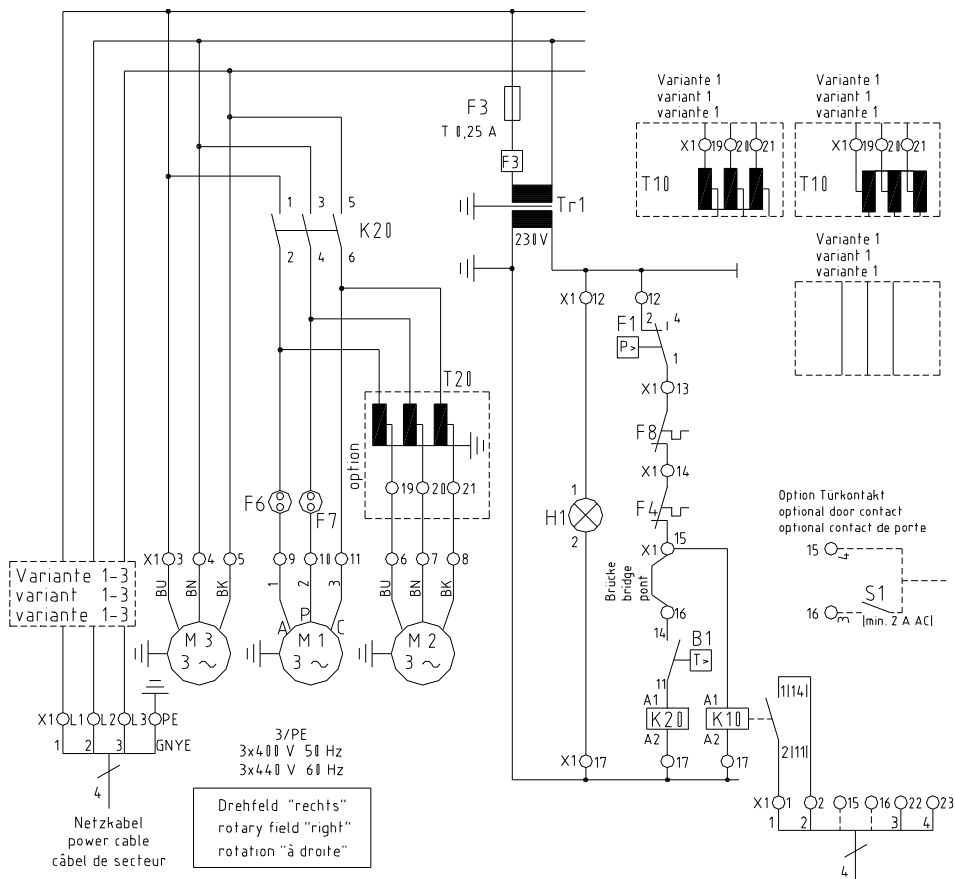 F3
T 0,25 A
F3
Tr1
230V
Variante 1
variant 1
variante 1
X1 19 20 21
T10
Variante 1
variant 1
variante 1
X1 19 20 21
T10
Variante 1
variant 1
variante 1
1 3 5
K20
2 4 6
X1 12
12
2 4
F1
P>
1
X1 13
F8
X1 14
F4
15
X1
T20
option
19 20 21
F6
F7
1
H1
2
Brücke
bridge
pont
16
14
B1
T>
11
A1
K20
A2
A1
K10
A2
X1 17
17
17
Option Türkontakt
optional door contact
optional contact de porte
15 4
S1
16 3
|min. 2 A AC|
Variante 1-3
variant 1-3
variante 1-3
X1 3 4 5
BU BN BK
M 3
3 ~
9 10 11
1 2 3
A P C
M 1
3 ~
6 7 8
BU BN BK
M 2
3 ~
X1 L1 L2 L3 PE
1 2 3 GNYE
4
Netzkabel
power cable
câbel de secteur
3/PE
3x400 V 50 Hz
3x440 V 60 Hz
Drehfeld "rechts"
rotary field "right"
rotation "à droite"
1|14|
2|11|
X1 1 2 15 16 22 23
1 2 3 4
4